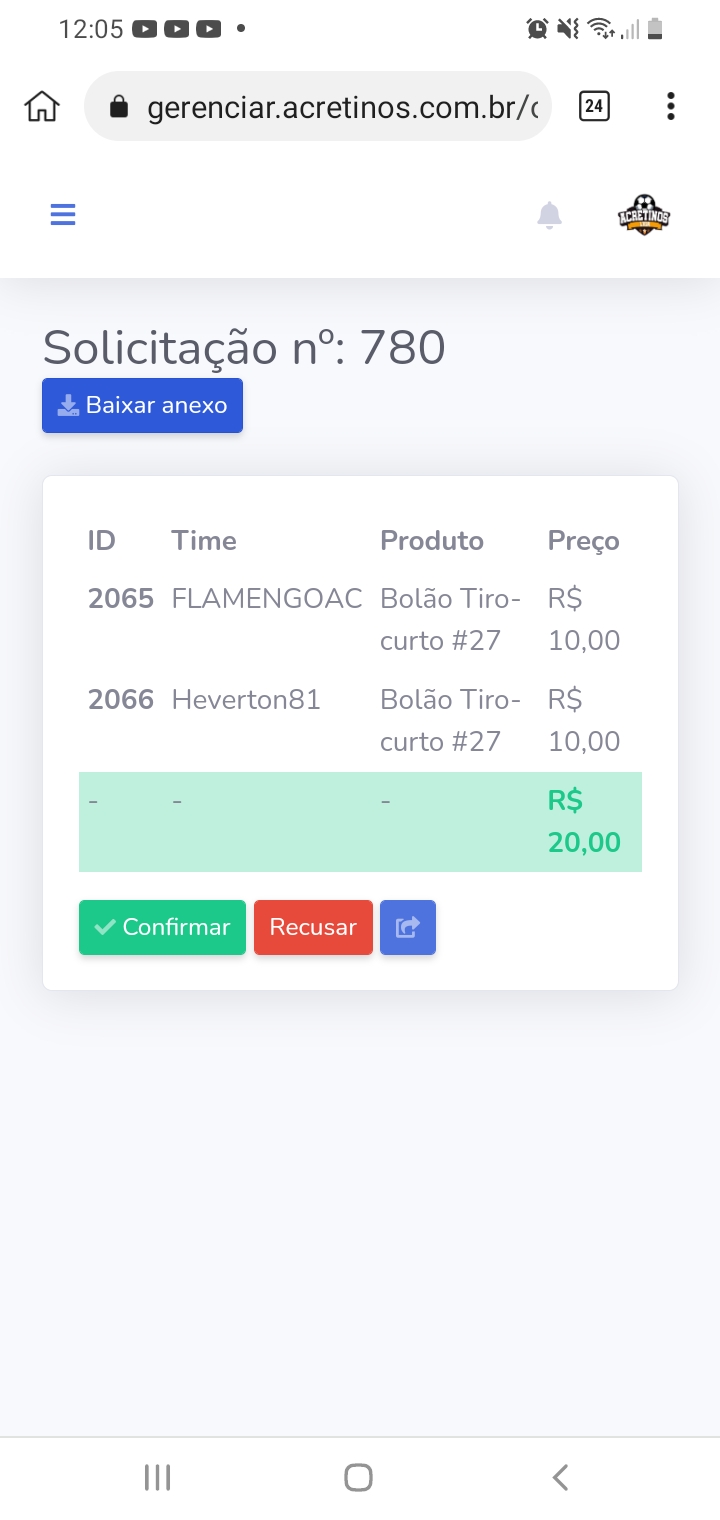 12:05
gerenciar.acretinos.com.br/
24
ACRETINOS
Solicitação nº: 780
Baixar anexo
ID Time Produto Preço
2065 FLAMENGOAC Bolão Tiro- R$
curto #27 10,00
2066 Heverton81 Bolão Tiro- R$
curto #27 10,00
- - - R$
20,00
Confirmar Recusar